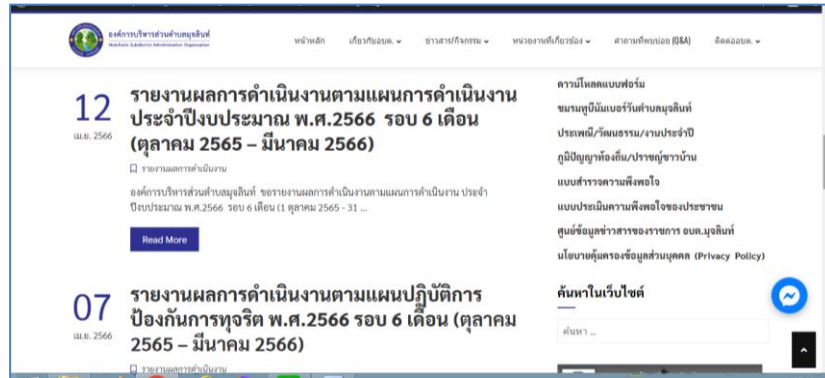 องค์การบริหารส่วนตำบลมุจลินท์
หน้าหลัก เกี่ยวกับอบต. ข่าวสาร/กิจกรรม หน่วยงานที่เกี่ยวข้อง คำถามที่พบบ่อย (Q&A) ติดต่ออบต.
12
เม.ย. 2566
รายงานผลการดำเนินงานตามแผนการดำเนินงาน
ประจำปีงบประมาณ พ.ศ.2566 รอบ 6 เดือน
(ตุลาคม 2565 – มีนาคม 2566)
รายงานผลการดำเนินงาน
องค์การบริหารส่วนตำบลมุจลินท์ ขอรายงานผลการดำเนินงานตามแผนการดำเนินงาน ประจำ
ปีงบประมาณ พ.ศ.2566 รอบ 6 เดือน (1 ตุลาคม 2565 - 31 ...
Read More
07
เม.ย. 2566
รายงานผลการดำเนินงานตามแผนปฏิบัติการ
ป้องกันการทุจริต พ.ศ.2566 รอบ 6 เดือน (ตุลาคม
2565 – มีนาคม 2566)
รายงานผลการดำเนินงาน
ดาวน์โหลดแบบฟอร์ม
ชมรมทูบีนัมเบอร์วันตำบลมุจลินท์
ประเพณี/วัฒนธรรม/งานประจำปี
ภูมิปัญญาท้องถิ่น/ปราชญ์ชาวบ้าน
แบบสำรวจความพึงพอใจ
แบบประเมินความพึงพอใจของประชาชน
ศูนย์ข้อมูลข่าวสารของราชการ อบต.มุจลินท์
นโยบายคุ้มครองข้อมูลส่วนบุคคล (Privacy Policy)
ค้นหาในเว็บไซต์
ค้นหา ...